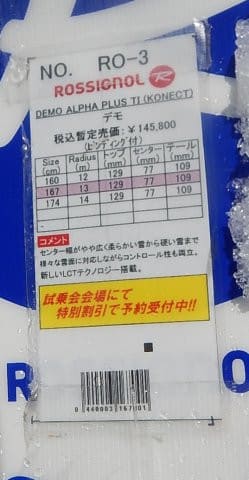 NO. RO-3
ROSSIGNOL
DEMO ALPHA PLUS TI (KONECT)
デモ
税込暫定売価： ￥145,800
(ビンディング付)
Size (cm) Radius (m) トップ (mm) センター (mm) テール (mm)
160 12 129 77 109
167 13 129 77 109
174 14 129 77 109
コメント
センター幅がやや広く柔らかい雪から硬い雪まで
様々な雪面に対応しながらコントロール性も両立。
新しいLCTテクノロジー搭載。
試乗会会場にて
特別割引で予約受付中!!
R
O